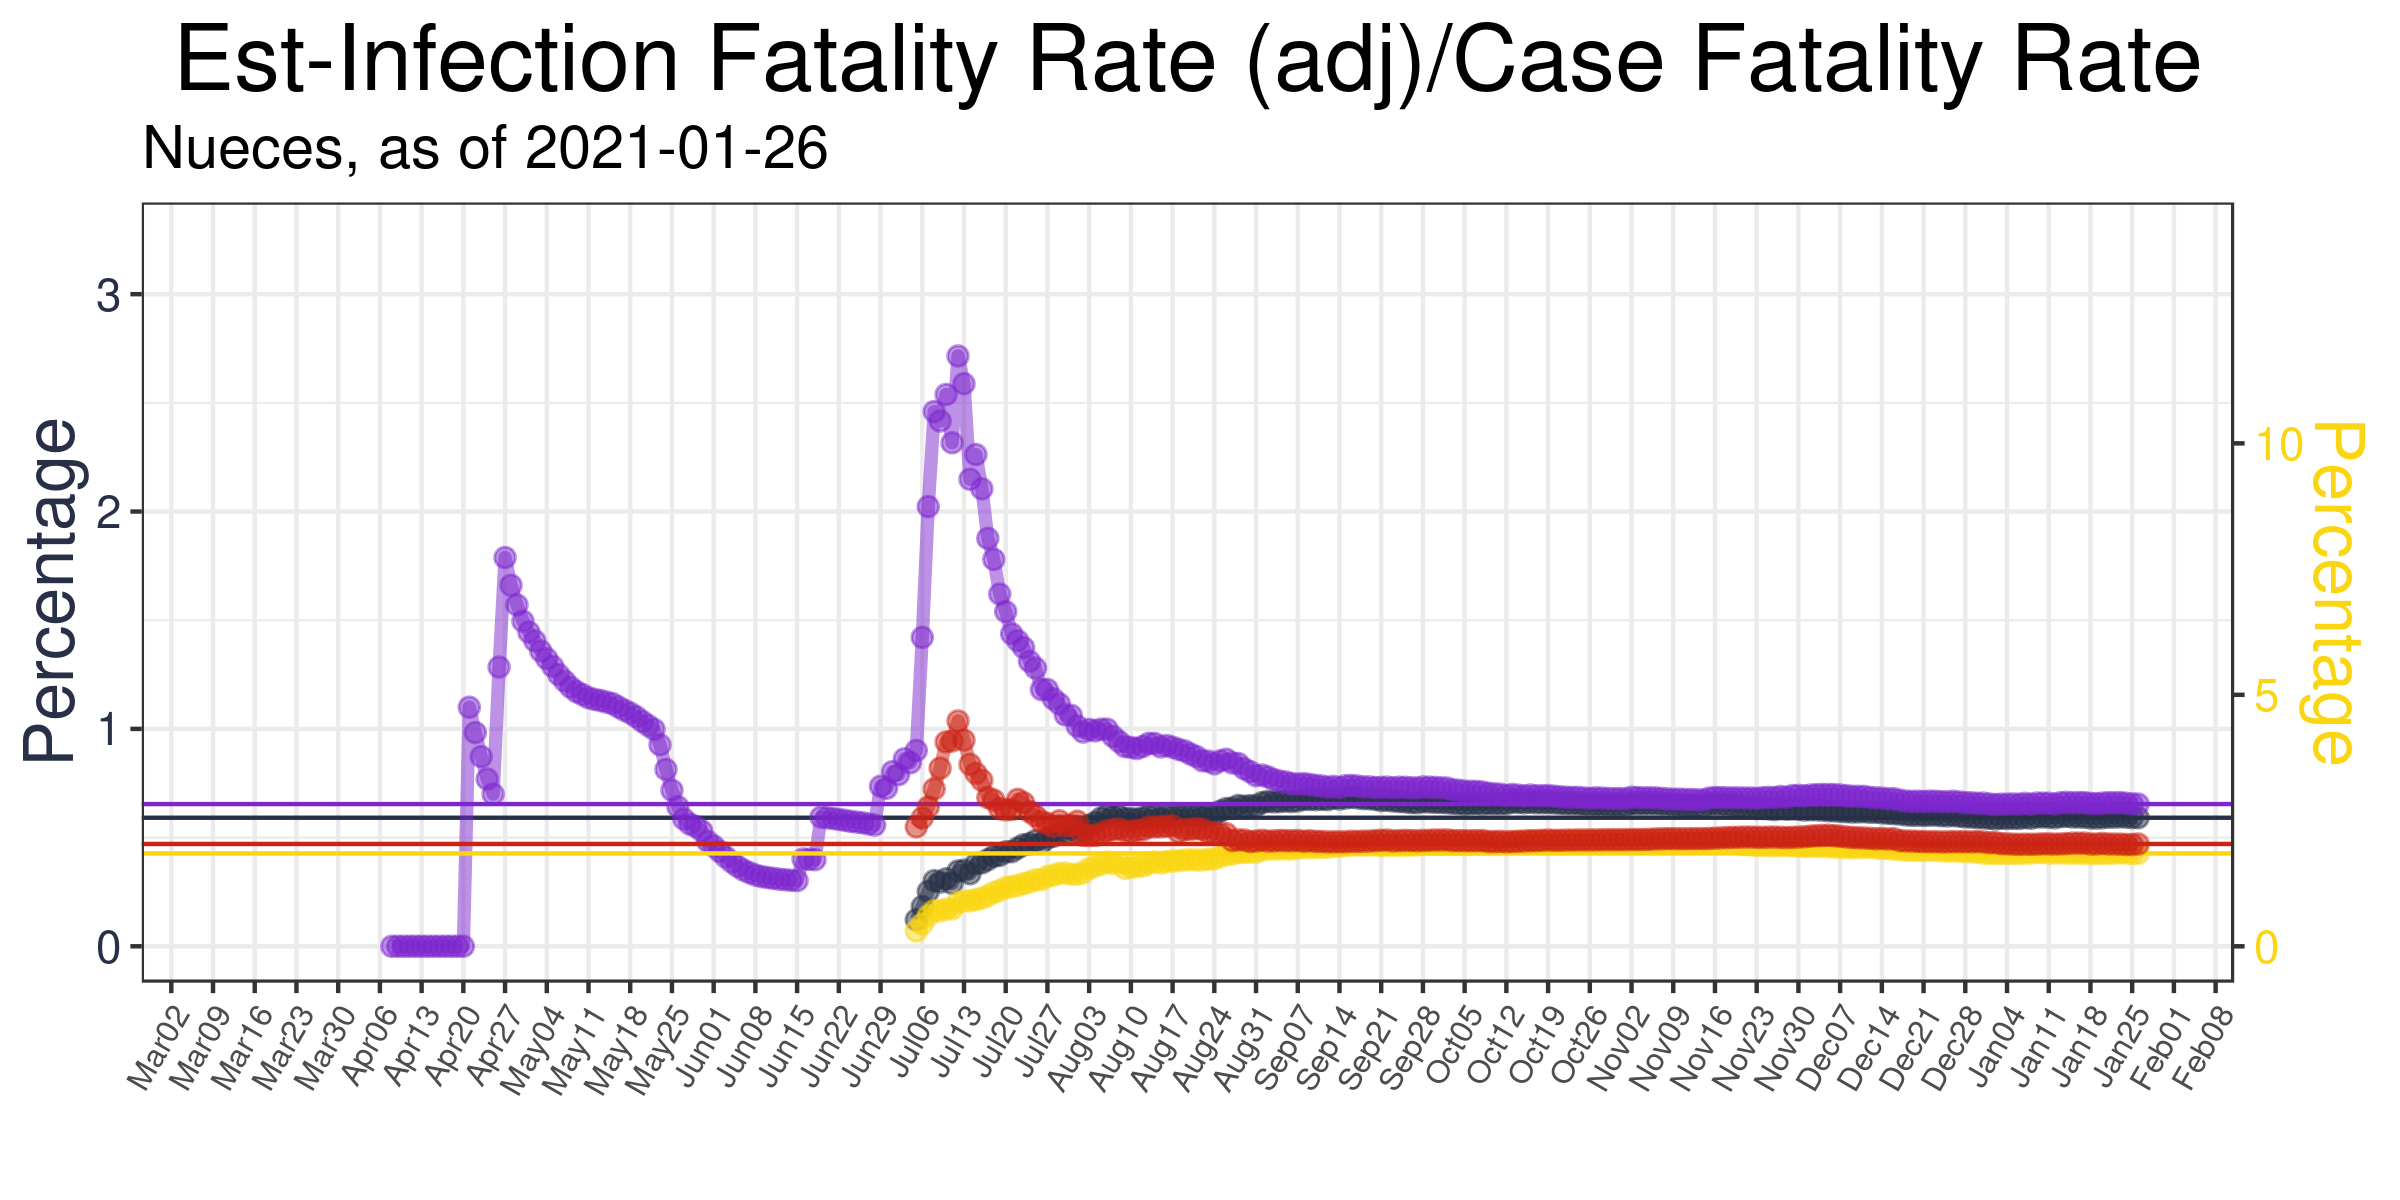 Est-Infection Fatality Rate (adj)/Case Fatality Rate
Nueces, as of 2021-01-26
Percentage
3
2
1
0
10
5
0
Percentage
Mar02
Mar09
Mar16
Mar23
Mar30
Apr06
Apr13
Apr20
Apr27
May04
May11
May18
May25
Jun01
Jun08
Jun15
Jun22
Jun29
Jul06
Jul13
Jul20
Jul27
Aug03
Aug10
Aug17
Aug24
Aug31
Sep07
Sep14
Sep21
Sep28
Oct05
Oct12
Oct19
Oct26
Nov02
Nov09
Nov16
Nov23
Nov30
Dec07
Dec14
Dec21
Dec28
Jan04
Jan11
Jan18
Jan25
Feb01
Feb08